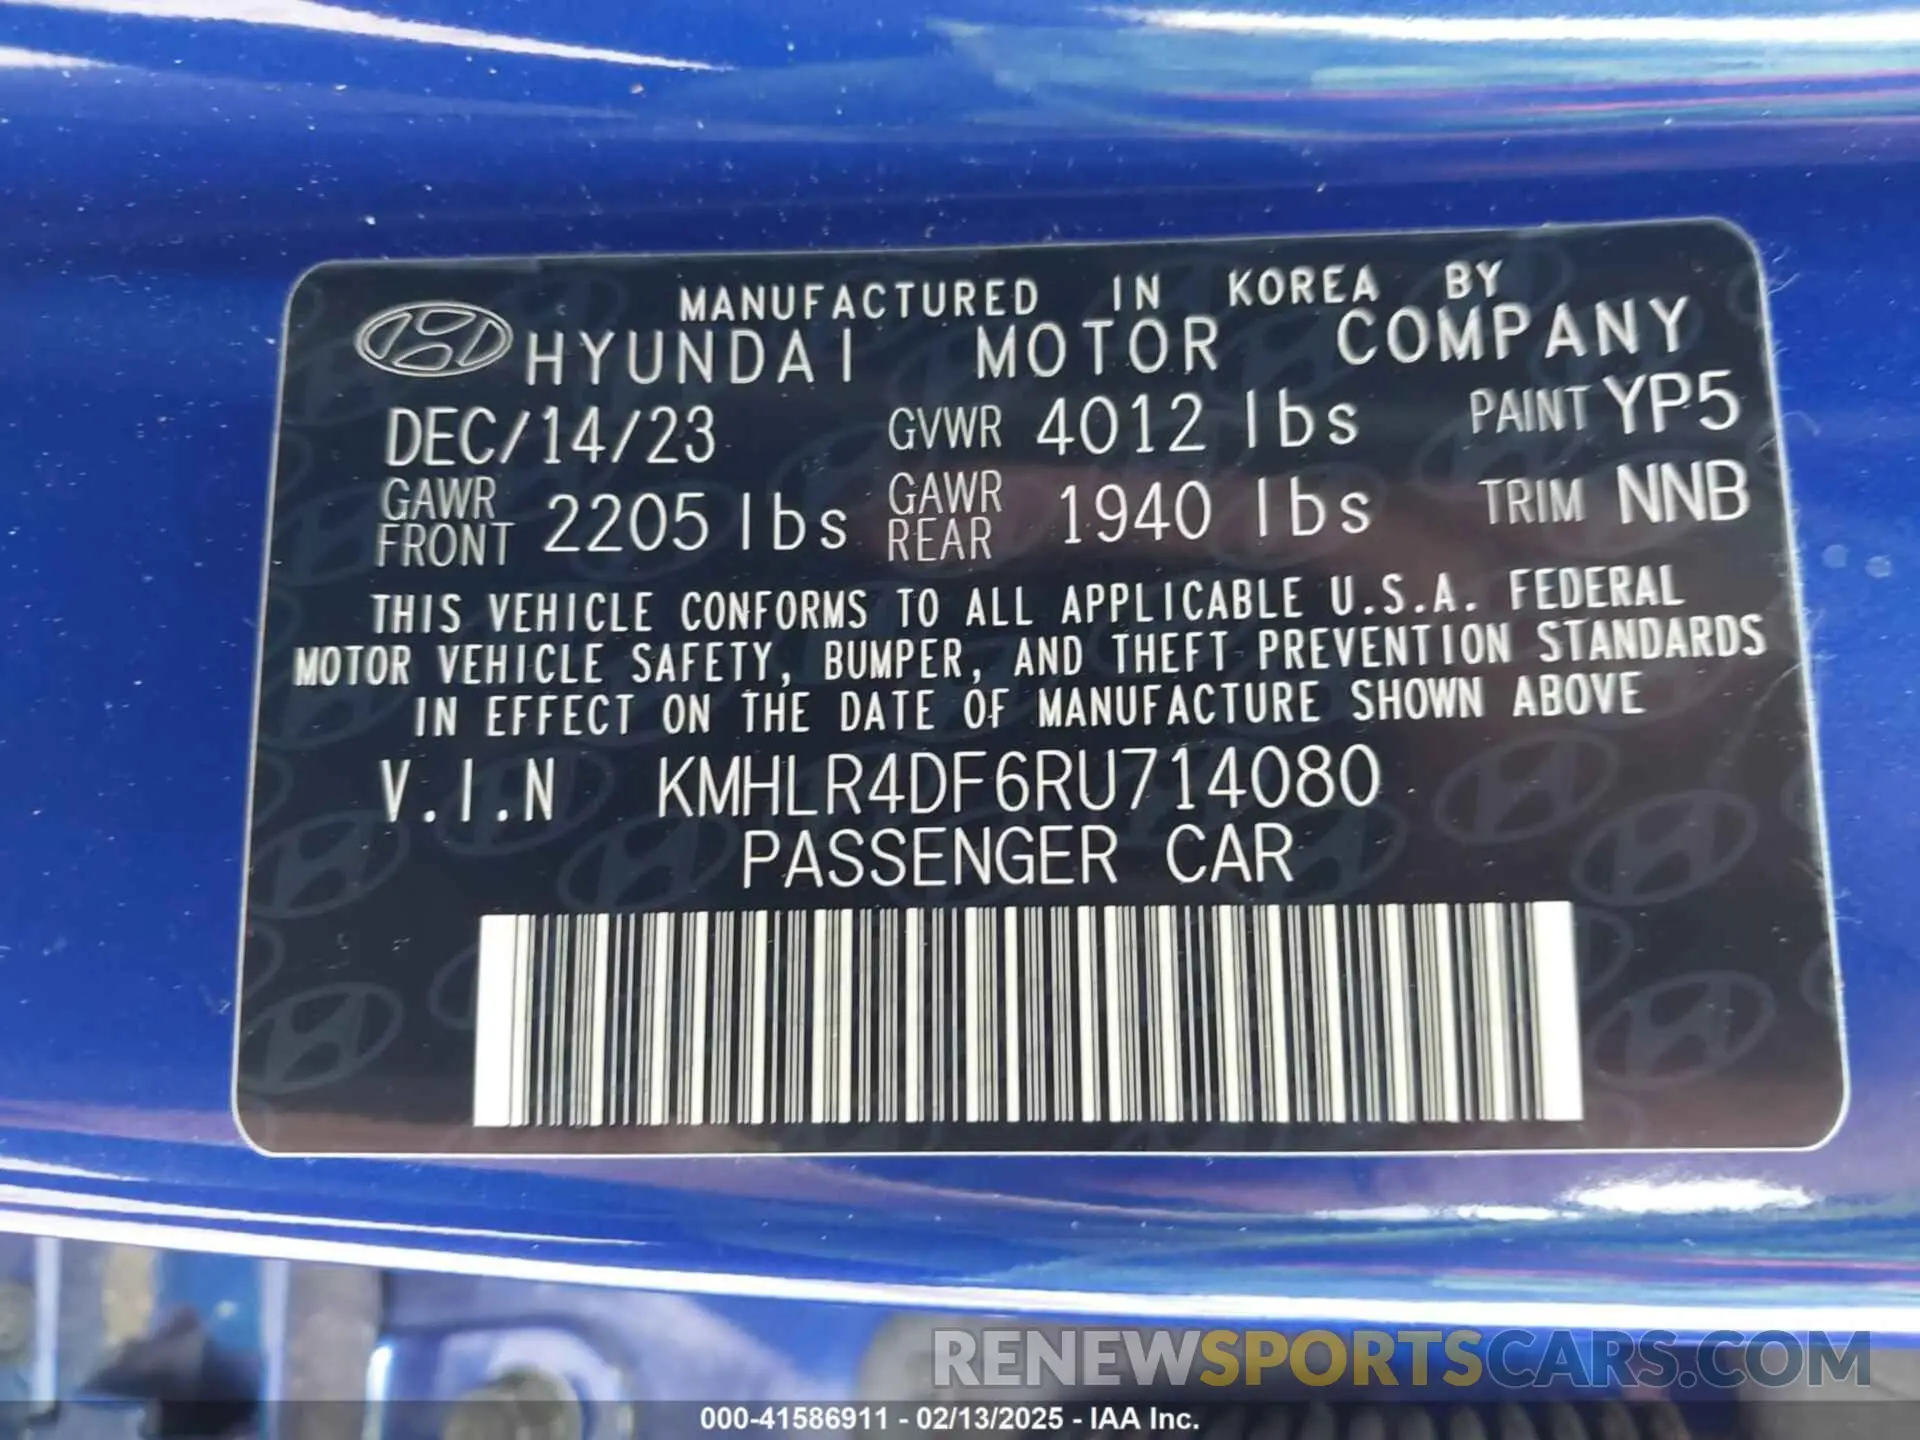 MANUFACTURED IN KOREA BY
HYUNDAI MOTOR COMPANY
DEC/14/23 GVWR 4012 lbs PAINT YP5
GAWR FRONT 2205 lbs GAWR REAR 1940 lbs TRIM NNB
THIS VEHICLE CONFORMS TO ALL APPLICABLE U.S.A. FEDERAL
MOTOR VEHICLE SAFETY, BUMPER, AND THEFT PREVENTION STANDARDS
IN EFFECT ON THE DATE OF MANUFACTURE SHOWN ABOVE
V.I.N KMHLR4DF6RU714080
PASSENGER CAR
RENEWSPORTSCARS.COM
000-41586911 - 02/13/2025 - IAA Inc.